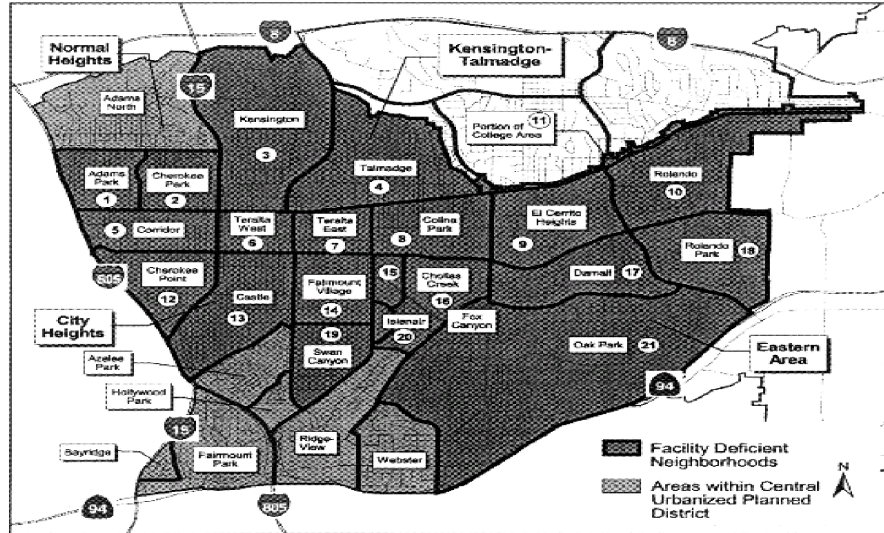 8
8
Normal
Heights
Kensington-
Talmadge
15
Adams
North
Kensington
3
11
Portion of
College Area
Talmadge
4
Rolando
10
Adams
Park
1
Cherokee
Park
2
5 Corridor
Teralta
West
6
Teralta
East
7
Colina
Park
8
El Cerrito
Heights
9
Rolando
Park
18
805
Cherokee
Point
12
Castle
13
Fairmount
Village
14
15
Chollas
Creek
16
Darnall
17
City
Heights
19
Swan
Canyon
Islenair
20
Fox
Canyon
Oak Park
21
Eastern
Area
Azalea
Park
Hollywood
Park
94
15
Bayridge
Fairmount
Park
Ridge-
View
Webster
94
805
Facility Deficient
Neighborhoods
Areas within Central
Urbanized Planned
District
N